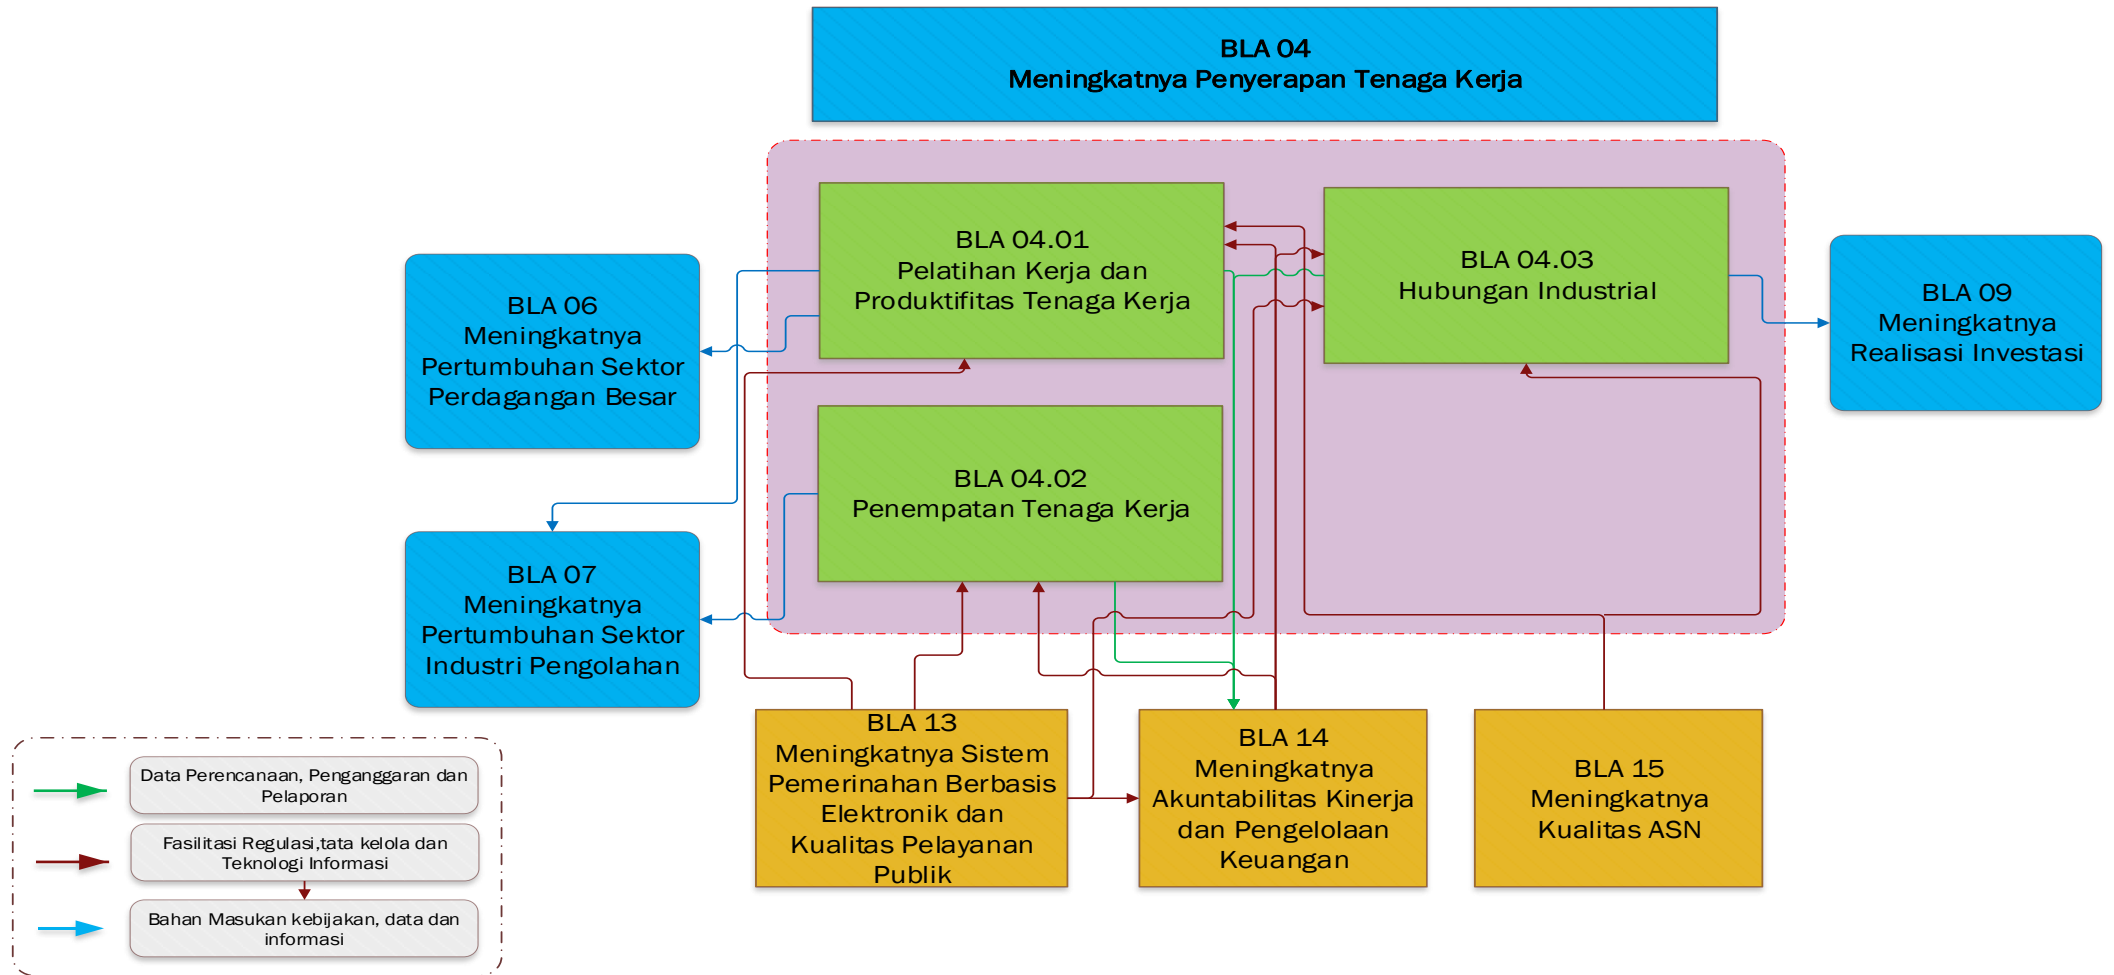 BLA 04
Meningkatnya Penyerapan Tenaga Kerja
BLA 04.01
Pelatihan Kerja dan
Produktifitas Tenaga Kerja
BLA 04.03
Hubungan Industrial
BLA 09
Meningkatnya
Realisasi Investasi
BLA 06
Meningkatnya
Pertumbuhan Sektor
Perdagangan Besar
BLA 04.02
Penempatan Tenaga Kerja
BLA 07
Meningkatnya
Pertumbuhan Sektor
Industri Pengolahan
BLA 13
Meningkatnya Sistem
Pemerinahan Berbasis
Elektronik dan
Kualitas Pelayanan
Publik
BLA 14
Meningkatnya
Akuntabilitas Kinerja
dan Pengelolaan
Keuangan
BLA 15
Meningkatnya
Kualitas ASN
Data Perencanaan, Penganggaran dan
Pelaporan
Fasilitasi Regulasi,tata kelola dan
Teknologi Informasi
Bahan Masukan kebijakan, data dan
informasi